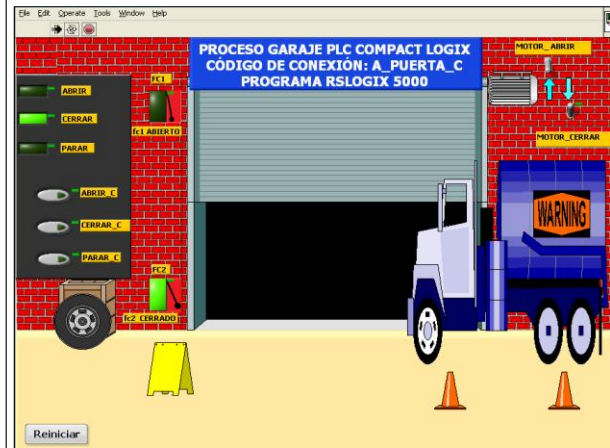 File Edit Operate Tools Window Help
PROCESO GARAJE PLC COMPACT LOGIX
CÓDIGO DE CONEXIÓN: A_PUERTA_C
PROGRAMA RSLOGIX 5000
MOTOR_ABRIR
MOTOR_CERRAR
FC1
fc1 ABIERTO
ABRIR
CERRAR
PARAR
ABRIR_C
CERRAR_C
PARAR_C
FC2
fc2 CERRADO
WARNING
Reiniciar